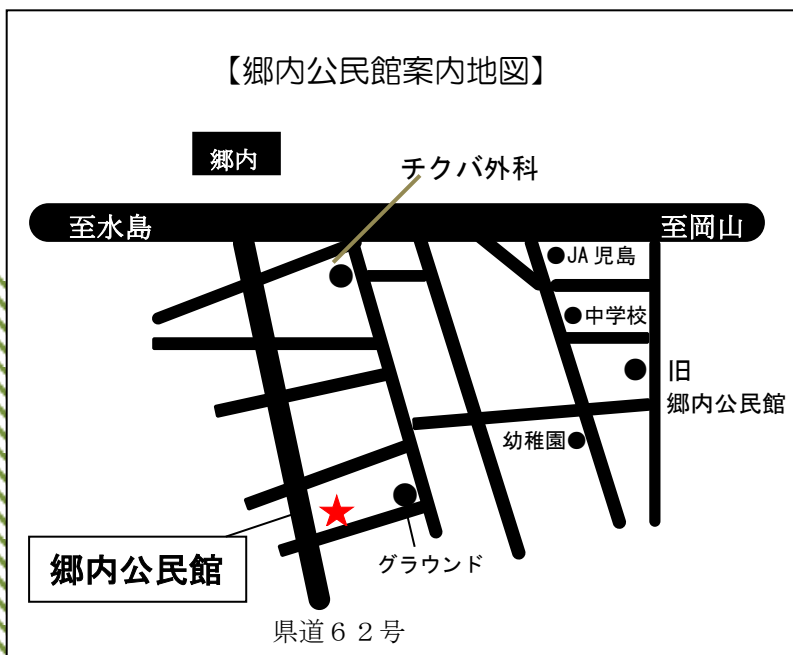 【郷内公民館案内地図】
郷内
チクバ外科
至水島
至岡山
JA 児島
中学校
旧
郷内公民館
幼稚園
郷内公民館
グラウンド
県道６２号